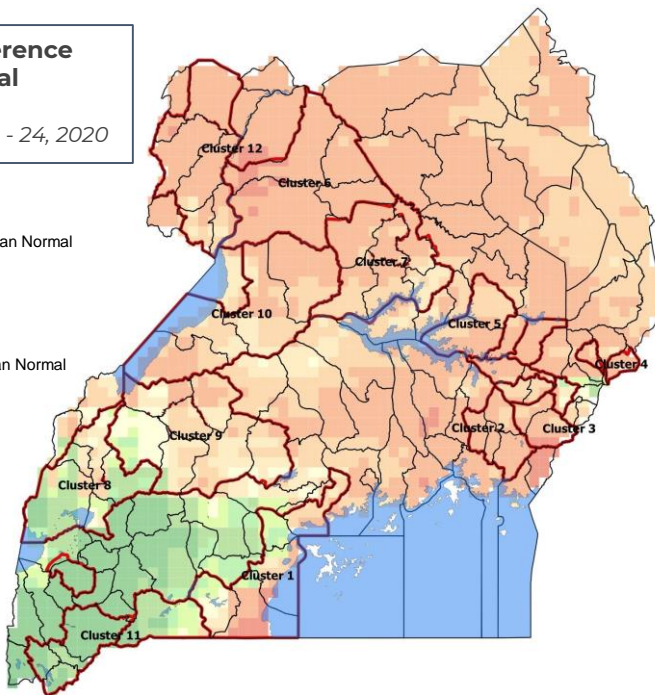 erence
al
- 24, 2020
an Normal
an Normal
Cluster 12
Cluster 6
Cluster 7
Cluster 10
Cluster 5
Cluster 4
Cluster 9
Cluster 2
Cluster 3
Cluster 8
Cluster 1
Cluster 11